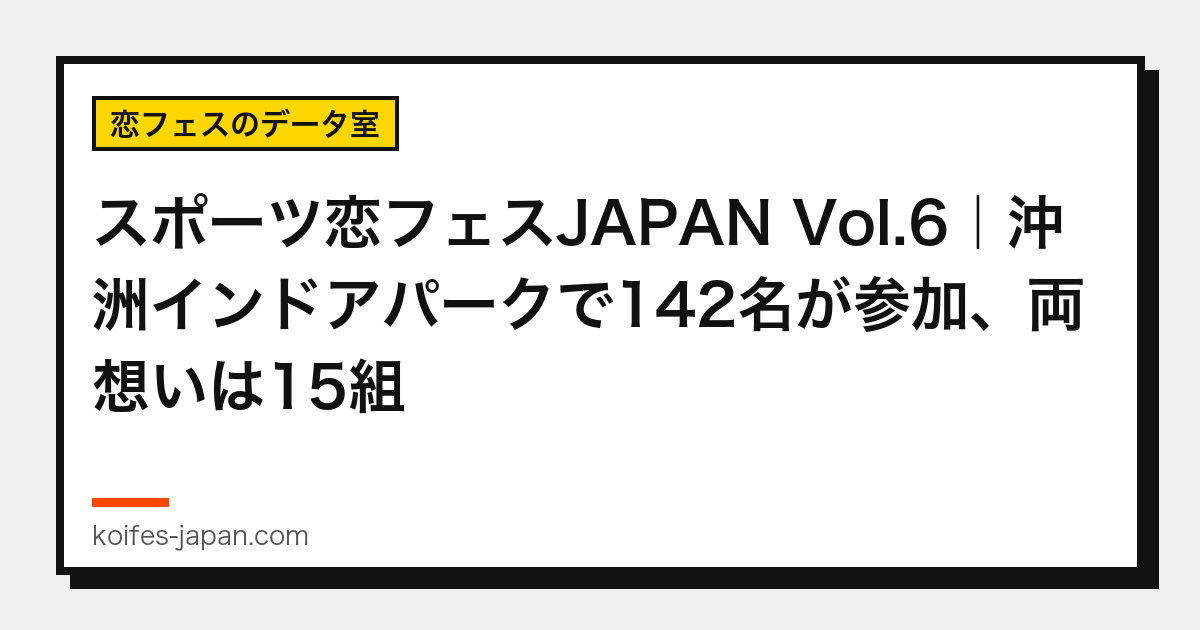 恋フェスのデータ室
スポーツ恋フェスJAPAN Vol.6｜沖
洲インドアパークで142名が参加、両
想いは15組
koifes-japan.com